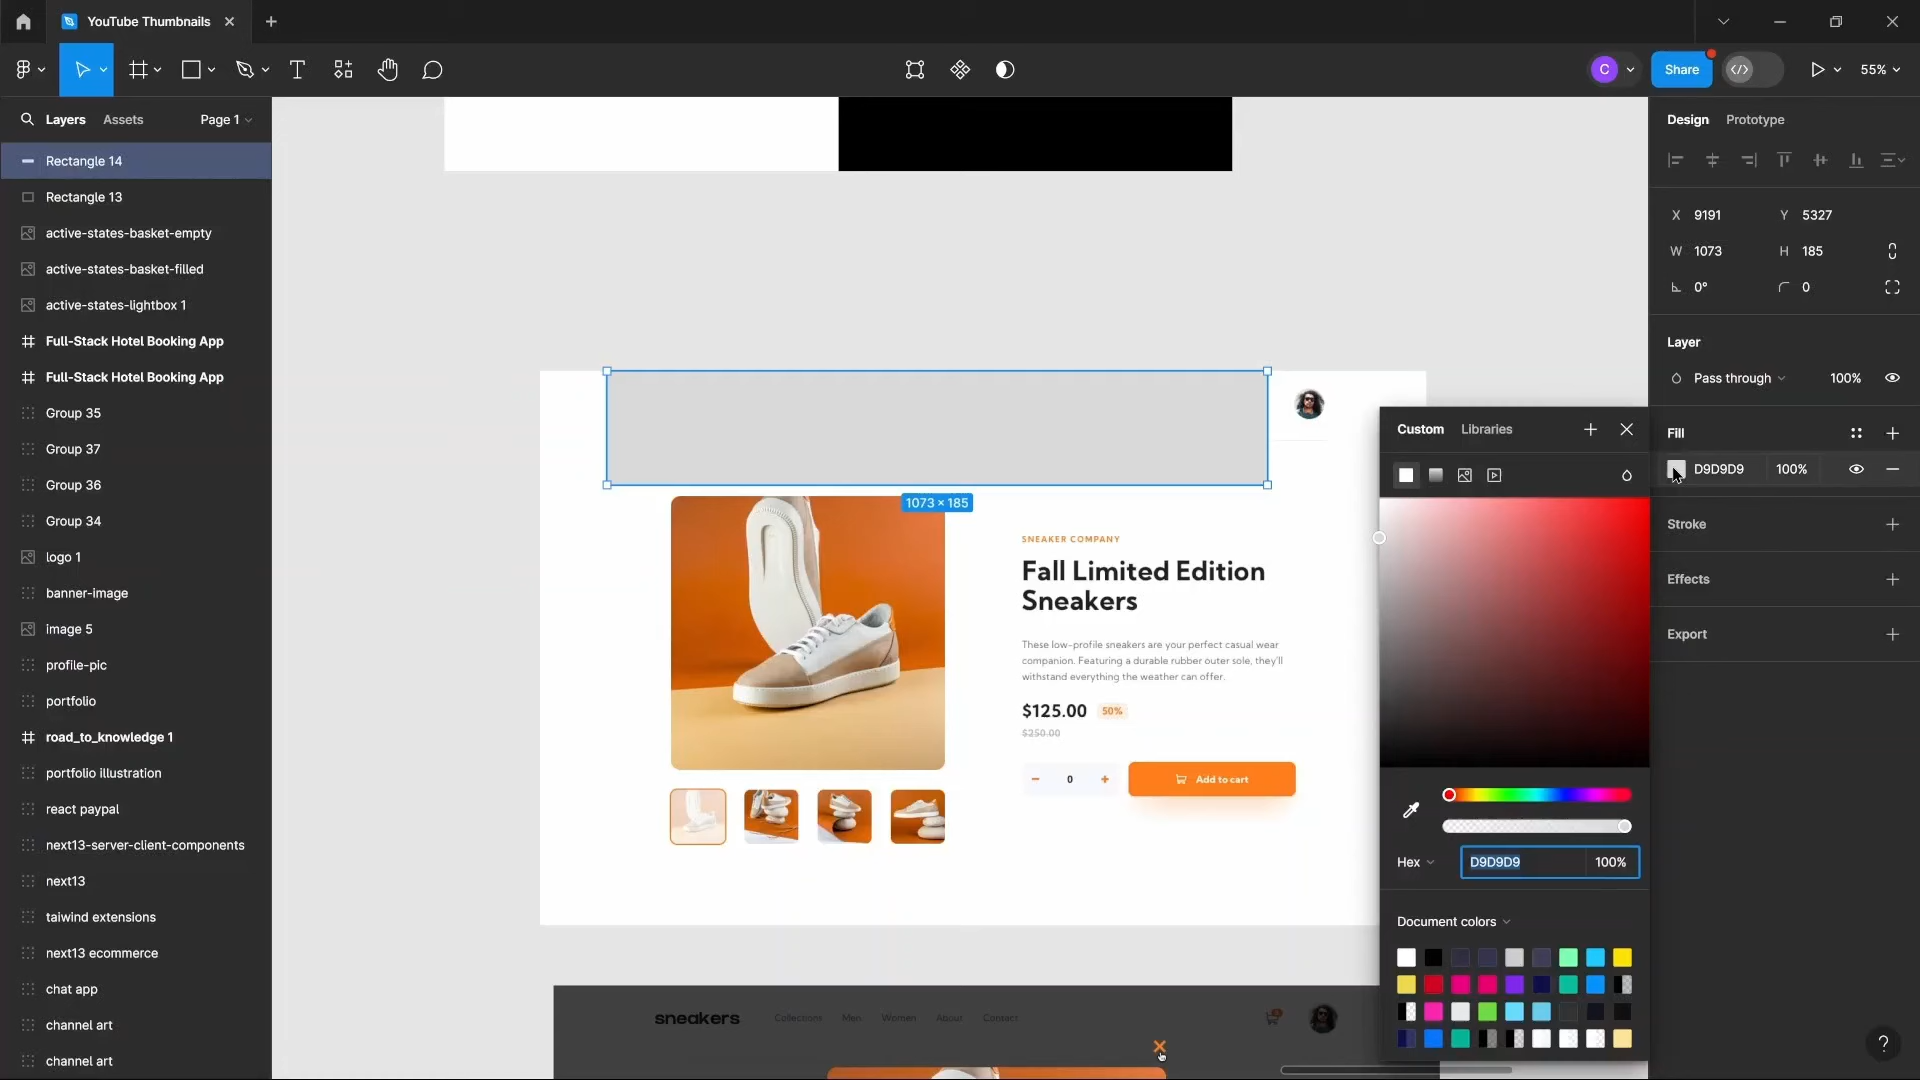 YouTube Thumbnails
C
Share
55%
Layers
Assets
Page 1
Rectangle 14
Rectangle 13
active-states-basket-empty
active-states-basket-filled
active-states-lightbox 1
Full-Stack Hotel Booking App
Full-Stack Hotel Booking App
Group 35
Group 37
Group 36
Group 34
logo 1
banner-image
image 5
profile-pic
portfolio
road_to_knowledge 1
portfolio illustration
react paypal
next13-server-client-components
next13
taiwind extensions
next13 ecommerce
chat app
channel art
channel art
1073 × 185
SNEAKER COMPANY
Fall Limited Edition
Sneakers
These low-profile sneakers are your perfect casual wear
companion. Featuring a durable rubber outer sole, they'll
withstand everything the weather can offer.
$125.00 50%
$250.00
0
Add to cart
sneakers
Collections Men Women About Contact
Custom
Libraries
Hex
D9D9D9
100%
Document colors
Design
Prototype
X 9191 Y 5327
W 1073 H 185
0° 0
Layer
Pass through 100%
Fill
D9D9D9 100%
Stroke
Effects
Export
?